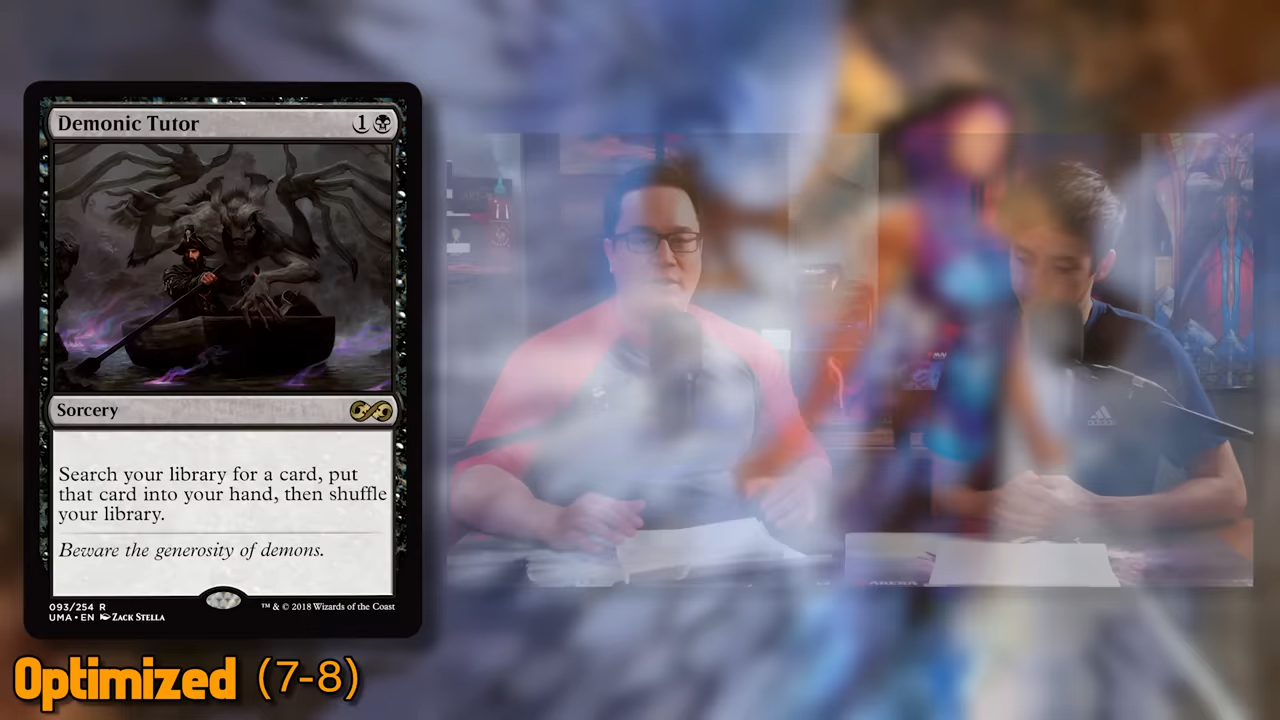 Demonic Tutor
1
Sorcery
Search your library for a card, put
that card into your hand, then shuffle
your library.
Beware the generosity of demons.
093/254 R
UMA • EN ZACK STELLA
™ & © 2018 Wizards of the Coast
Optimized (7-8)
adidas